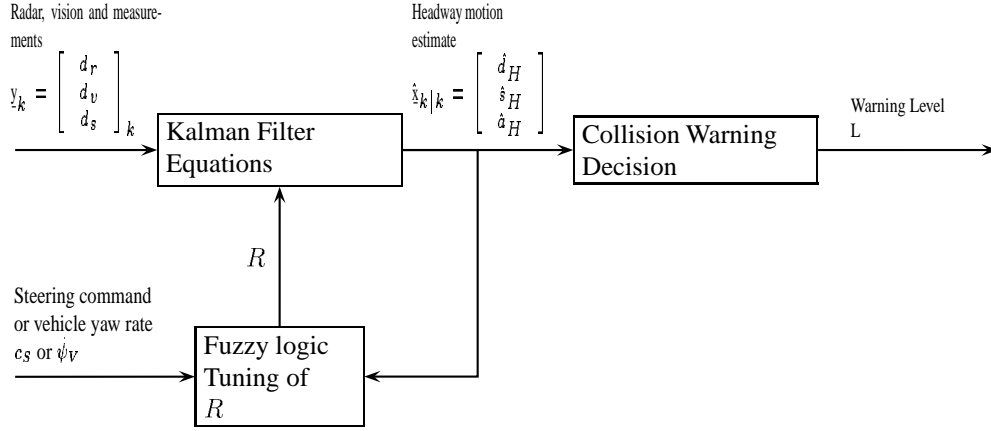 Radar, vision and measure-
ments
y̲_k = [ d_r
d_v
d_s ]_k
Headway motion
estimate
x̲̂_{k|k} = [ d̂_H
ŝ_H
â_H ]
Kalman Filter
Equations
Collision Warning
Decision
Warning Level
L
R
Steering command
or vehicle yaw rate
c_S or ψ̇_V
Fuzzy logic
Tuning of
R